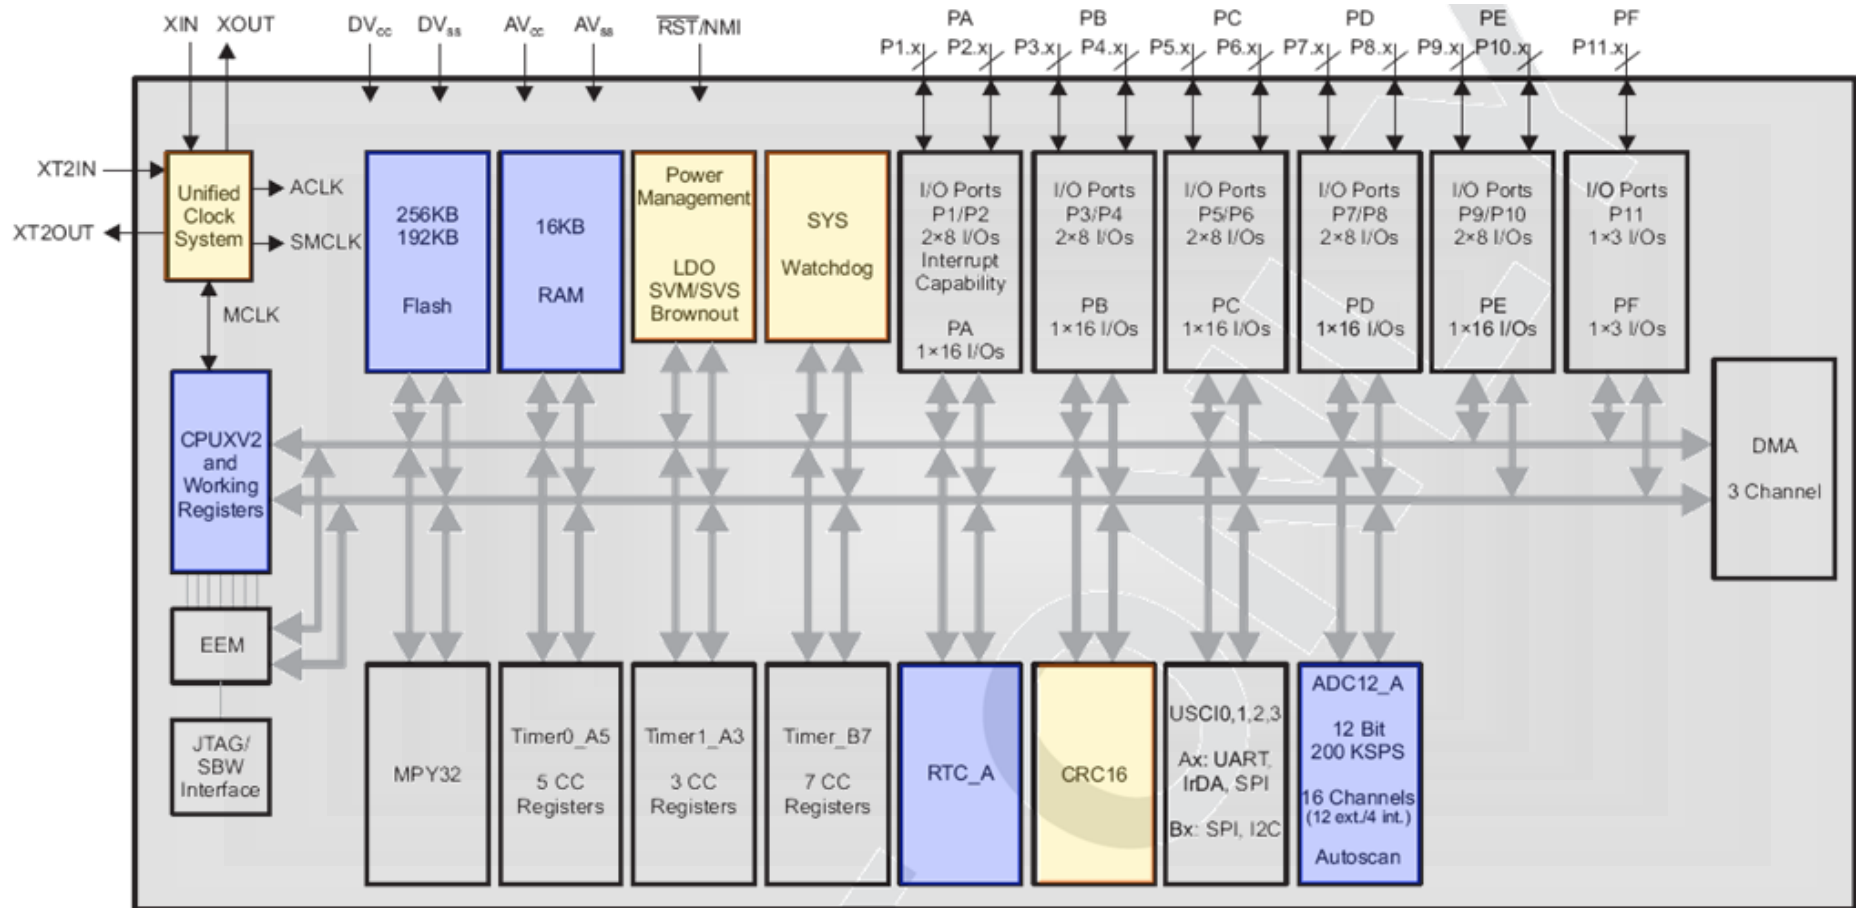 XIN XOUT DVcc DVss AVcc AVss RST/NMI PA PB PC PD PE PF
P1.x P2.x P3.x P4.x P5.x P6.x P7.x P8.x P9.x P10.x P11.x
XT2IN
XT2OUT
Unified
Clock
System
ACLK
SMCLK
MCLK
256KB
192KB
Flash
16KB
RAM
Power
Management
LDO
SVM/SVS
Brownout
SYS
Watchdog
I/O Ports
P1/P2
2×8 I/Os
Interrupt
Capability
PA
1×16 I/Os
I/O Ports
P3/P4
2×8 I/Os
PB
1×16 I/Os
I/O Ports
P5/P6
2×8 I/Os
PC
1×16 I/Os
I/O Ports
P7/P8
2×8 I/Os
PD
1×16 I/Os
I/O Ports
P9/P10
2×8 I/Os
PE
1×16 I/Os
I/O Ports
P11
1×3 I/Os
PF
1×3 I/Os
CPUXV2
and
Working
Registers
DMA
3 Channel
EEM
JTAG/
SBW
Interface
MPY32
Timer0_A5
5 CC
Registers
Timer1_A3
3 CC
Registers
Timer_B7
7 CC
Registers
RTC_A
CRC16
USCI0,1,2,3
Ax: UART,
IrDA, SPI
Bx: SPI, I2C
ADC12_A
12 Bit
200 KSPS
16 Channels
(12 ext./4 int.)
Autoscan